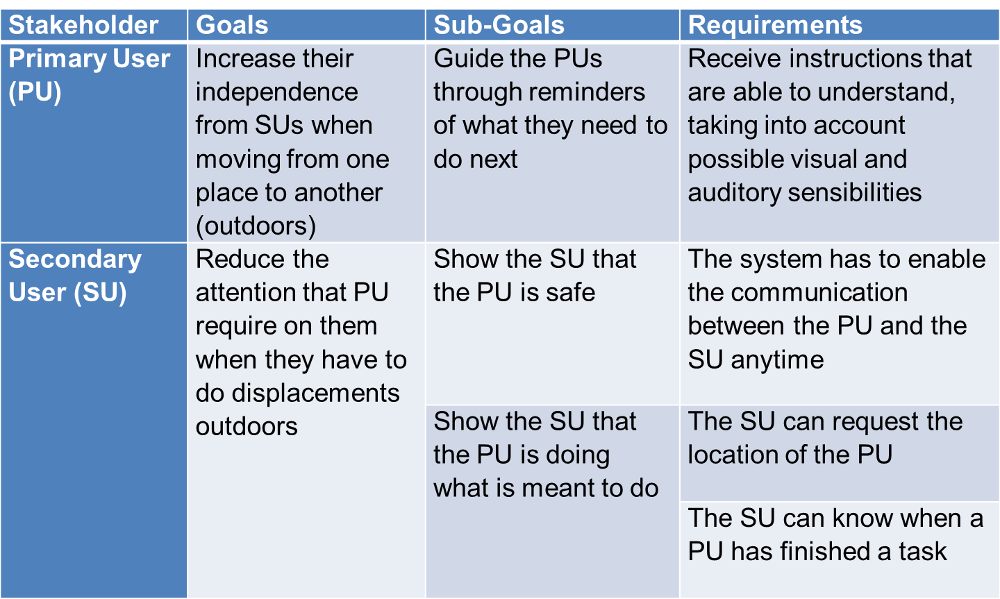 Stakeholder
Goals
Sub-Goals
Requirements
Primary User
(PU)
Increase their
independence
from SUs when
moving from one
place to another
(outdoors)
Guide the PUs
through reminders
of what they need to
do next
Receive instructions that
are able to understand,
taking into account
possible visual and
auditory sensibilities
Secondary
User (SU)
Reduce the
attention that PU
require on them
when they have to
do displacements
outdoors
Show the SU that
the PU is safe
The system has to enable
the communication
between the PU and the
SU anytime
Show the SU that
the PU is doing
what is meant to do
The SU can request the
location of the PU
The SU can know when a
PU has finished a task